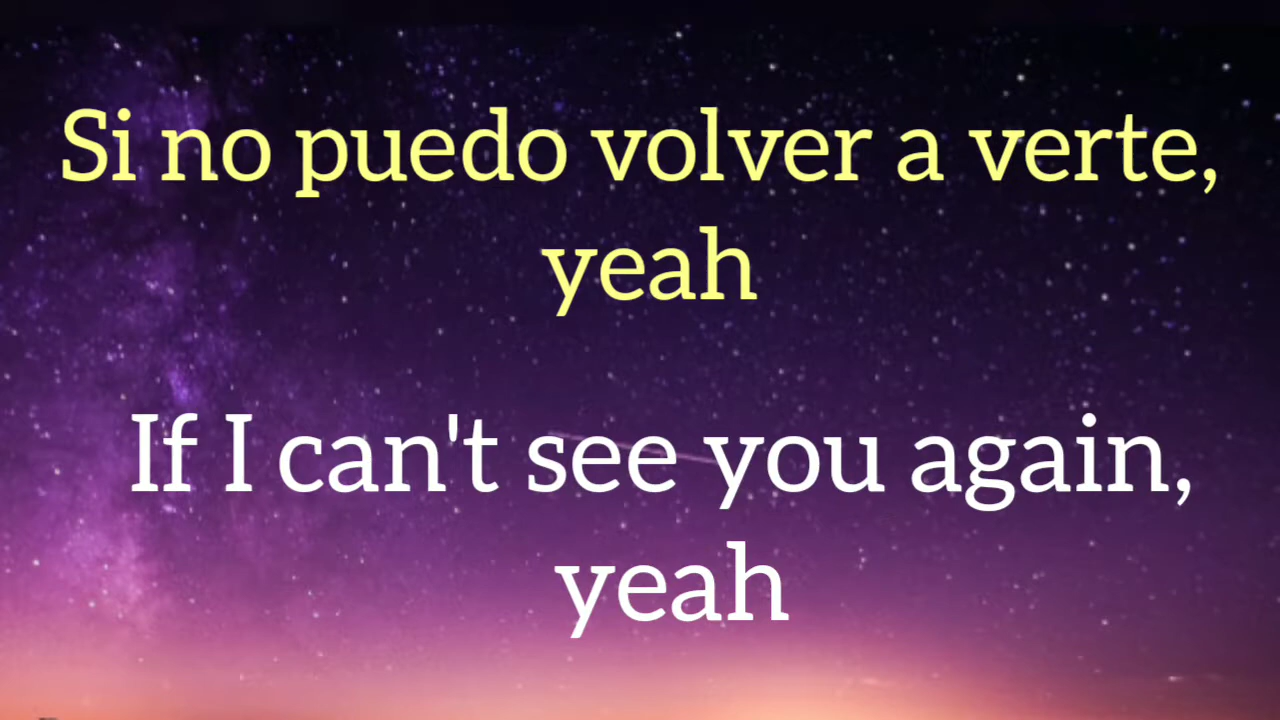 Si no puedo volver a verte,
yeah
If I can't see you again,
yeah